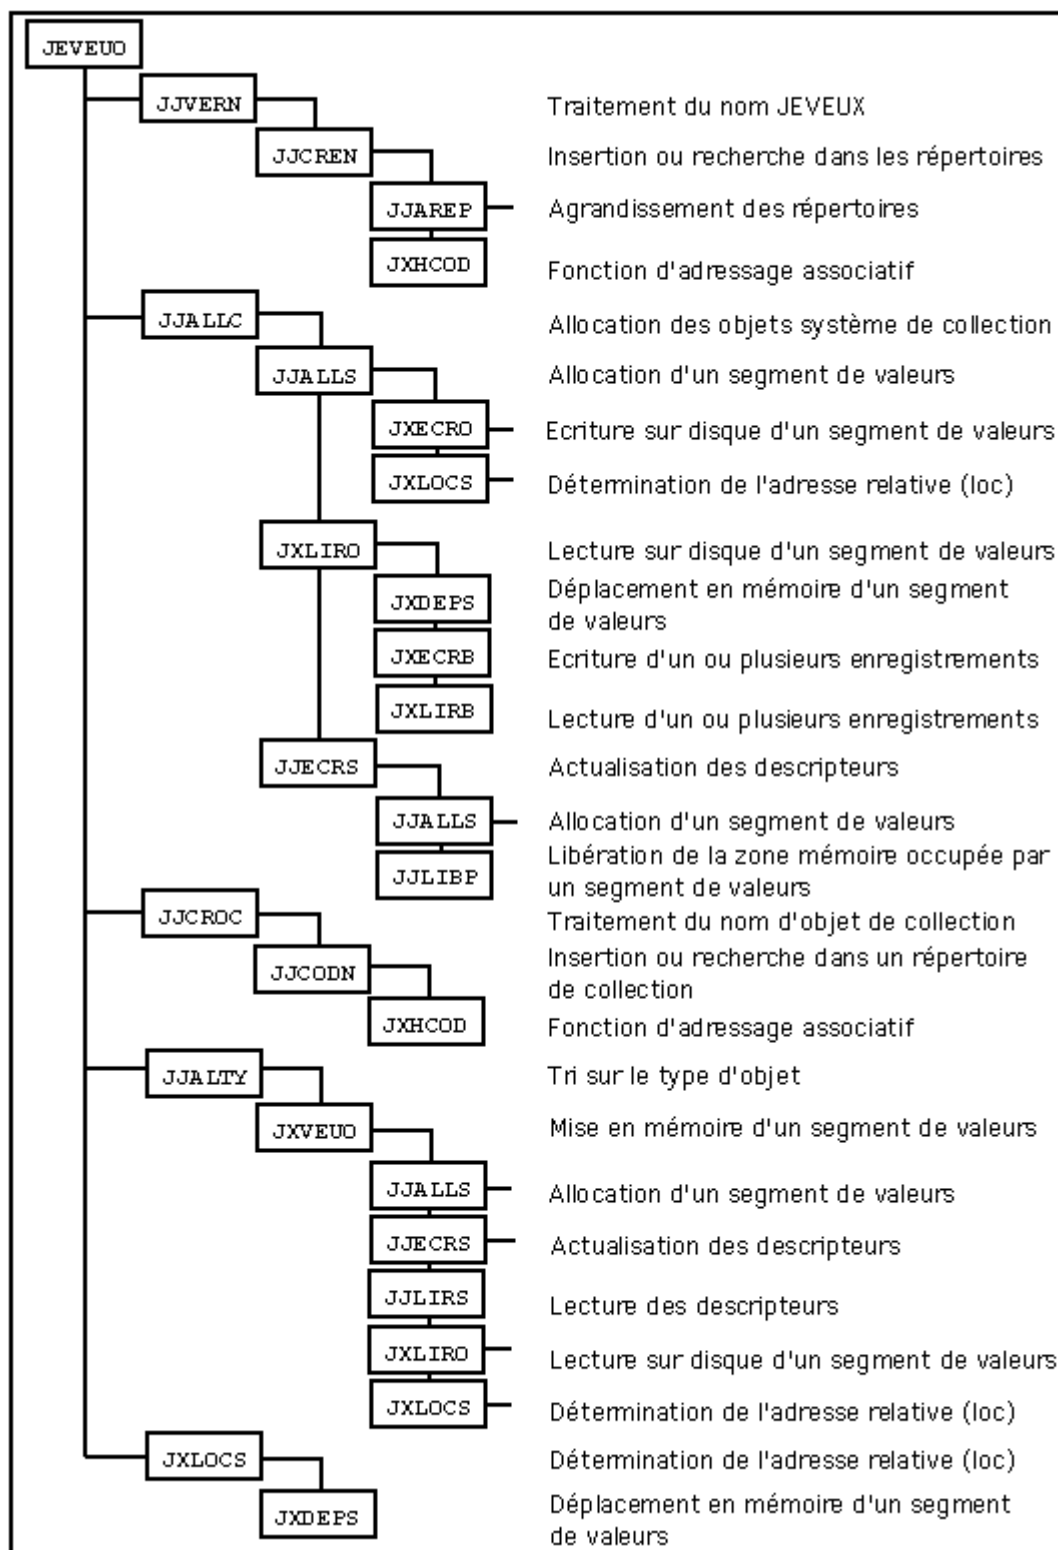 JEVEUO
JJVERN Traitement du nom JEVEUX
JJCREN Insertion ou recherche dans les répertoires
JJAREP Agrandissement des répertoires
JXHCOD Fonction d'adressage associatif
JJALLC Allocation des objets système de collection
JJALLS Allocation d'un segment de valeurs
JXECRO Ecriture sur disque d'un segment de valeurs
JXLOCS Détermination de l'adresse relative (loc)
JXLIRO Lecture sur disque d'un segment de valeurs
JXDEPS Déplacement en mémoire d'un segment
de valeurs
JXECRB Ecriture d'un ou plusieurs enregistrements
JXLIRB Lecture d'un ou plusieurs enregistrements
JJECRS Actualisation des descripteurs
JJALLS Allocation d'un segment de valeurs
JJLIBP Libération de la zone mémoire occupée par
un segment de valeurs
JJCROC Traitement du nom d'objet de collection
JJCODN Insertion ou recherche dans un répertoire
de collection
JXHCOD Fonction d'adressage associatif
JJALTY Tri sur le type d'objet
JXVEUO Mise en mémoire d'un segment de valeurs
JJALLS Allocation d'un segment de valeurs
JJECRS Actualisation des descripteurs
JJLIRS Lecture des descripteurs
JXLIRO Lecture sur disque d'un segment de valeurs
JXLOCS Détermination de l'adresse relative (loc)
JXLOCS Détermination de l'adresse relative (loc)
JXDEPS Déplacement en mémoire d'un segment
de valeurs